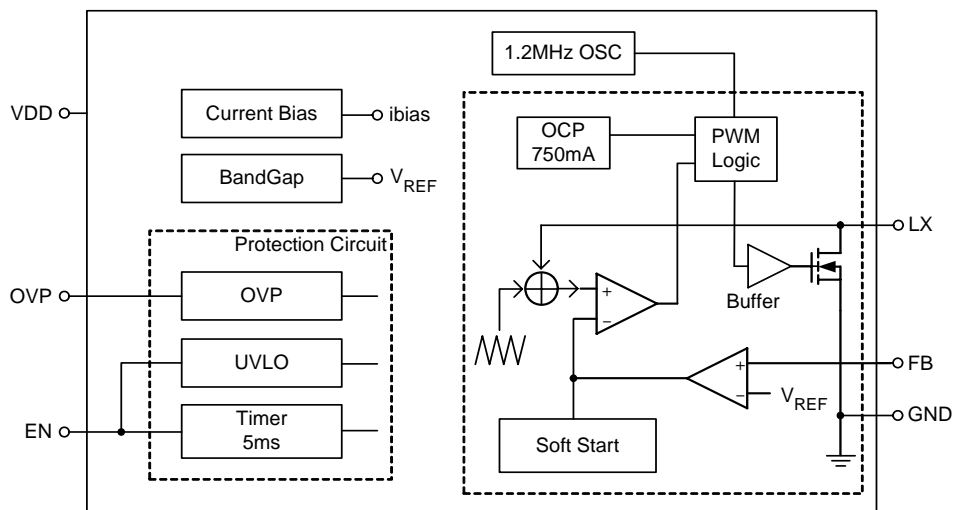 1.2MHz OSC
VDD
Current Bias
ibias
OCP
750mA
PWM
Logic
BandGap
VREF
LX
Protection Circuit
OVP
OVP
+
−
Buffer
UVLO
+
−
FB
VREF
GND
EN
Timer
5ms
Soft Start